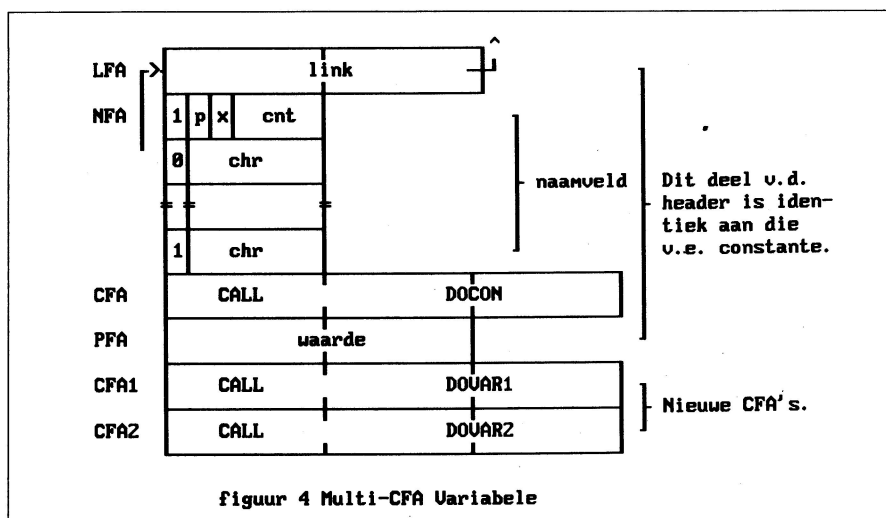 LFA > link ^
NFA 1 p x cnt
0 chr
naamveld
Dit deel v.d.
header is iden-
tiek aan die
v.e. constante.
1 chr
CFA CALL DOCON
PFA waarde
CFA1 CALL DOVAR1
Nieuwe CFA's.
CFA2 CALL DOVAR2
figuur 4 Multi-CFA Variabele